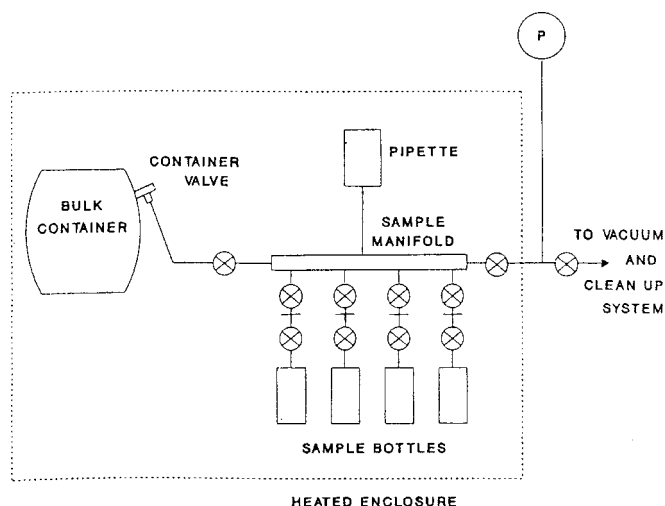 P
CONTAINER
VALVE
PIPETTE
BULK
CONTAINER
SAMPLE
MANIFOLD
TO VACUUM
AND
CLEAN UP
SYSTEM
SAMPLE BOTTLES
HEATED ENCLOSURE